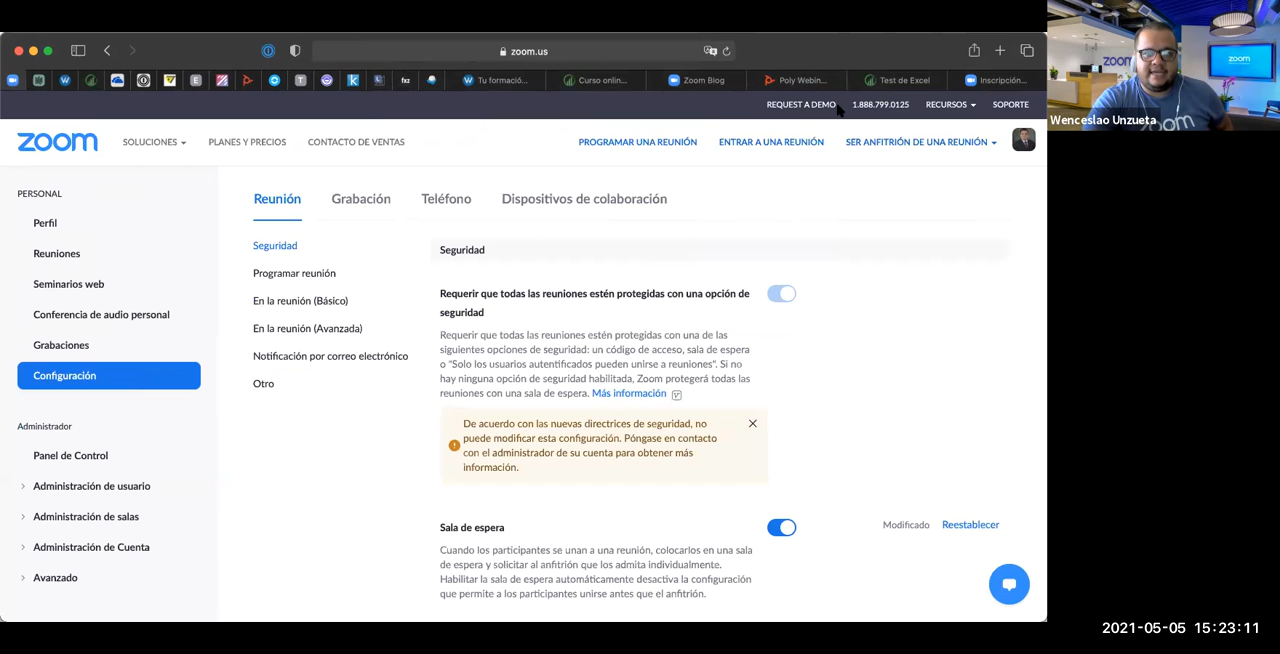 zoom.us
Tu formació...
Curso onlin...
Zoom Blog
Poly Webin...
Test de Excel
Inscripción...
REQUEST A DEMO
1.888.799.0125
RECURSOS
SOPORTE
zoom
SOLUCIONES
PLANES Y PRECIOS
CONTACTO DE VENTAS
PROGRAMAR UNA REUNIÓN
ENTRAR A UNA REUNIÓN
SER ANFITRIÓN DE UNA REUNIÓN
PERSONAL
Perfil
Reuniones
Seminarios web
Conferencia de audio personal
Grabaciones
Configuración
Administrador
Panel de Control
Administración de usuario
Administración de salas
Administración de Cuenta
Avanzado
Reunión
Grabación
Teléfono
Dispositivos de colaboración
Seguridad
Programar reunión
En la reunión (Básico)
En la reunión (Avanzada)
Notificación por correo electrónico
Otro
Seguridad
Requerir que todas las reuniones estén protegidas con una opción de
seguridad
Requerir que todas las reuniones estén protegidas con una de las
siguientes opciones de seguridad: un código de acceso, sala de espera
o "Solo los usuarios autentificados pueden unirse a reuniones". Si no
hay ninguna opción de seguridad habilitada, Zoom protegerá todas las
reuniones con una sala de espera. Más información
De acuerdo con las nuevas directrices de seguridad, no
puede modificar esta configuración. Póngase en contacto
con el administrador de su cuenta para obtener más
información.
Sala de espera
Modificado
Reestablecer
Cuando los participantes se unan a una reunión, colocarlos en una sala
de espera y solicitar al anfitrión que los admita individualmente.
Habilitar la sala de espera automáticamente desactiva la configuración
que permite a los participantes unirse antes que el anfitrión.
zoom
zoom
zoom
Wenceslao Unzueta
2021-05-05 15:23:11